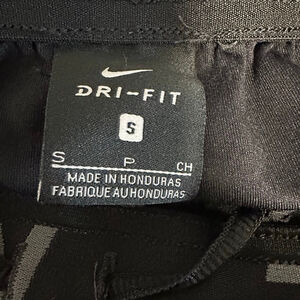 DRI-FIT
S
S P CH
MADE IN HONDURAS
FABRIQUE AU HONDURAS